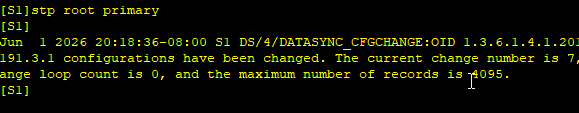 [S1]stp root primary
[S1]
Jun  1 2026 20:18:36-08:00 S1 DS/4/DATASYNC_CFGCHANGE:OID 1.3.6.1.4.1.201
191.3.1 configurations have been changed. The current change number is 7,
ange loop count is 0, and the maximum number of records is 4095.
[S1]